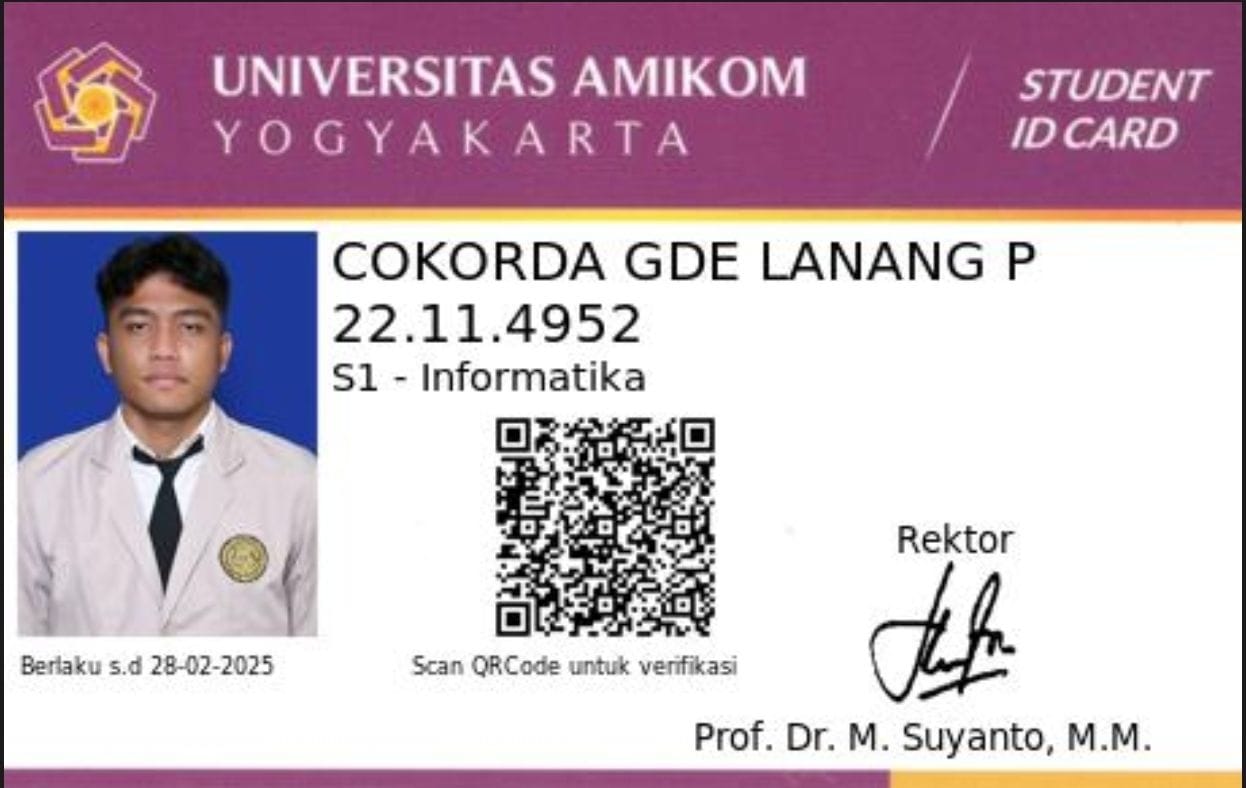 UNIVERSITAS AMIKOM
YOGYAKARTA
STUDENT
ID CARD
COKORDA GDE LANANG P
22.11.4952
S1 - Informatika
Rektor
Berlaku s.d 28-02-2025
Scan QRCode untuk verifikasi
Prof. Dr. M. Suyanto, M.M.